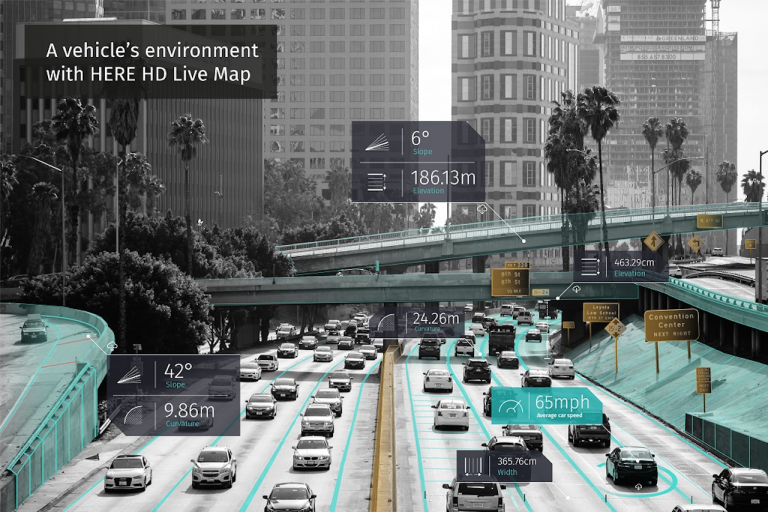 A vehicle's environment
with HERE HD Live Map
6°
Slope
186.13m
Elevation
463.29cm
Elevation
24.26m
Curvature
42°
Slope
9.86m
Curvature
65mph
Average car speed
365.76cm
Width
Convention
Center
NEXT RIGHT
Loyola
Law School
GREENLAND